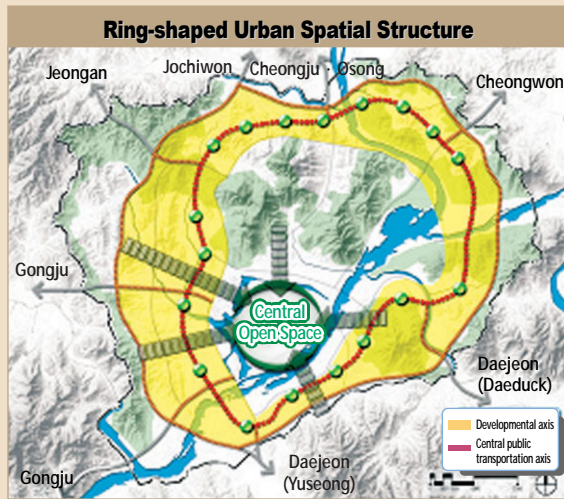 Ring-shaped Urban Spatial Structure
Jeongan
Jochiwon
Cheongju · Osong
Cheongwon
Gongju
Central
Open Space
Daejeon
(Daeduck)
Developmental axis
Central public
transportation axis
Gongju
Daejeon
(Yuseong)